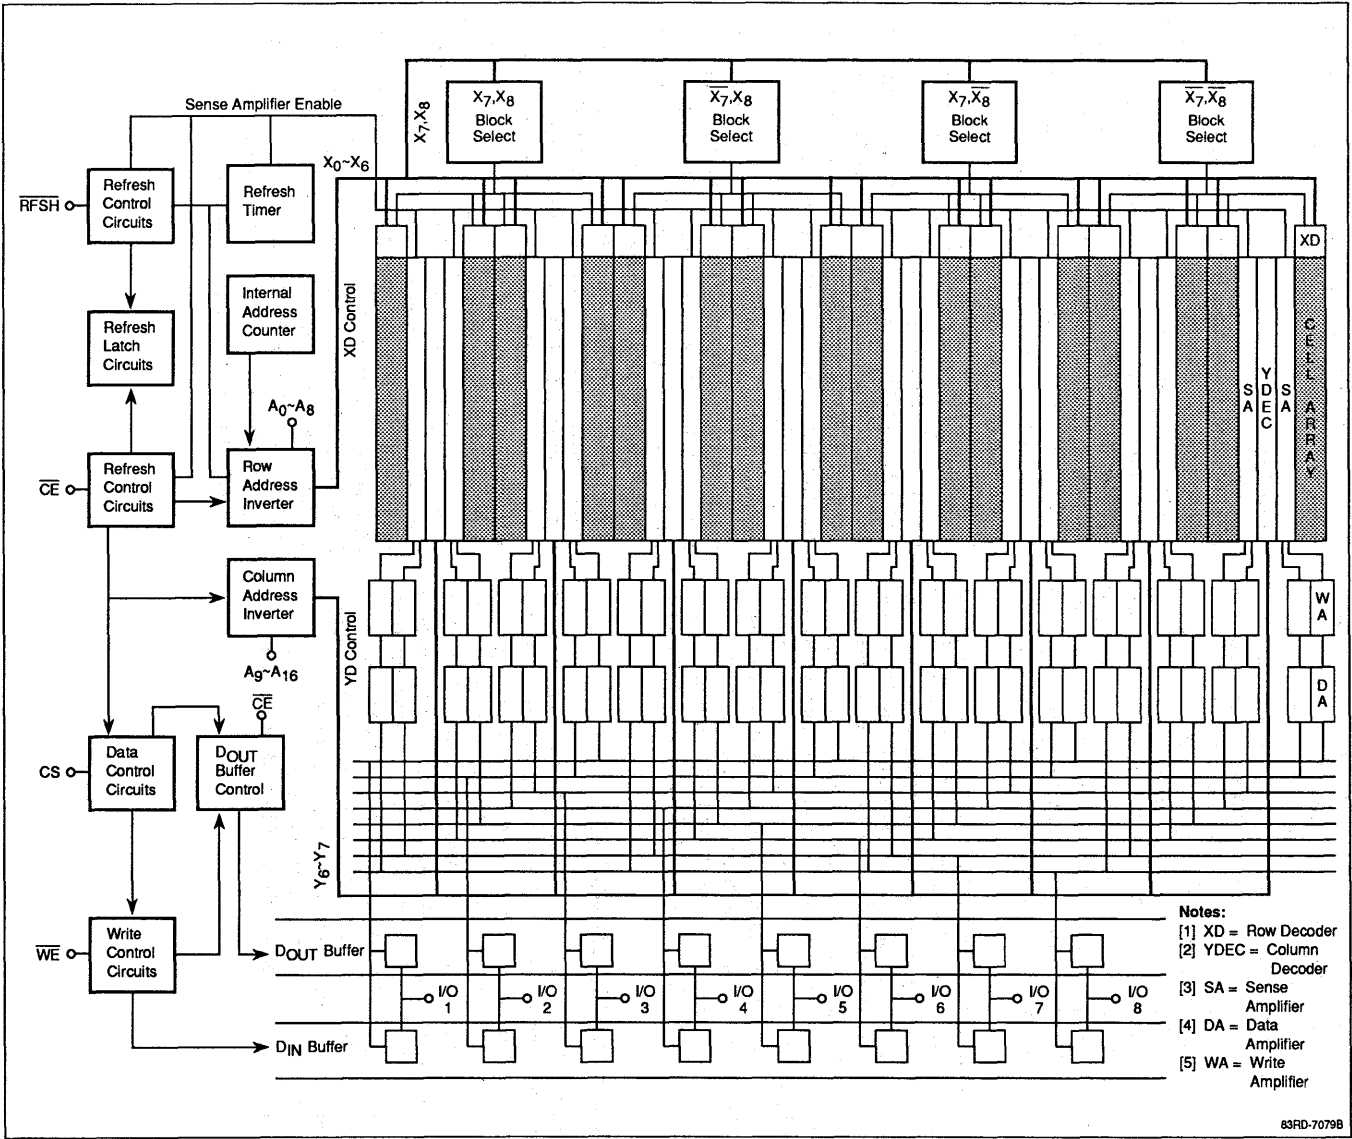 X7,X8
Block
Select
X̅7̅,X8
Block
Select
X7,X̅8̅
Block
Select
X̅7̅,X̅8̅
Block
Select
X7,X8
Sense Amplifier Enable
X0~X6
R̅F̅S̅H̅
Refresh
Control
Circuits
Refresh
Timer
XD
Internal
Address
Counter
XD Control
Refresh
Latch
Circuits
CELL ARRAY
SA
YDEC
SA
A0~A8
C̅E̅
Refresh
Control
Circuits
Row
Address
Inverter
Column
Address
Inverter
WA
YD Control
A9~A16
DA
C̅E̅
CS
Data
Control
Circuits
DOUT
Buffer
Control
Y6~Y7
W̅E̅
Write
Control
Circuits
DOUT Buffer
I/O
1
I/O
2
I/O
3
I/O
4
I/O
5
I/O
6
I/O
7
I/O
8
DIN Buffer
Notes:
[1] XD = Row Decoder
[2] YDEC = Column
Decoder
[3] SA = Sense
Amplifier
[4] DA = Data
Amplifier
[5] WA = Write
Amplifier
83RD-7079B